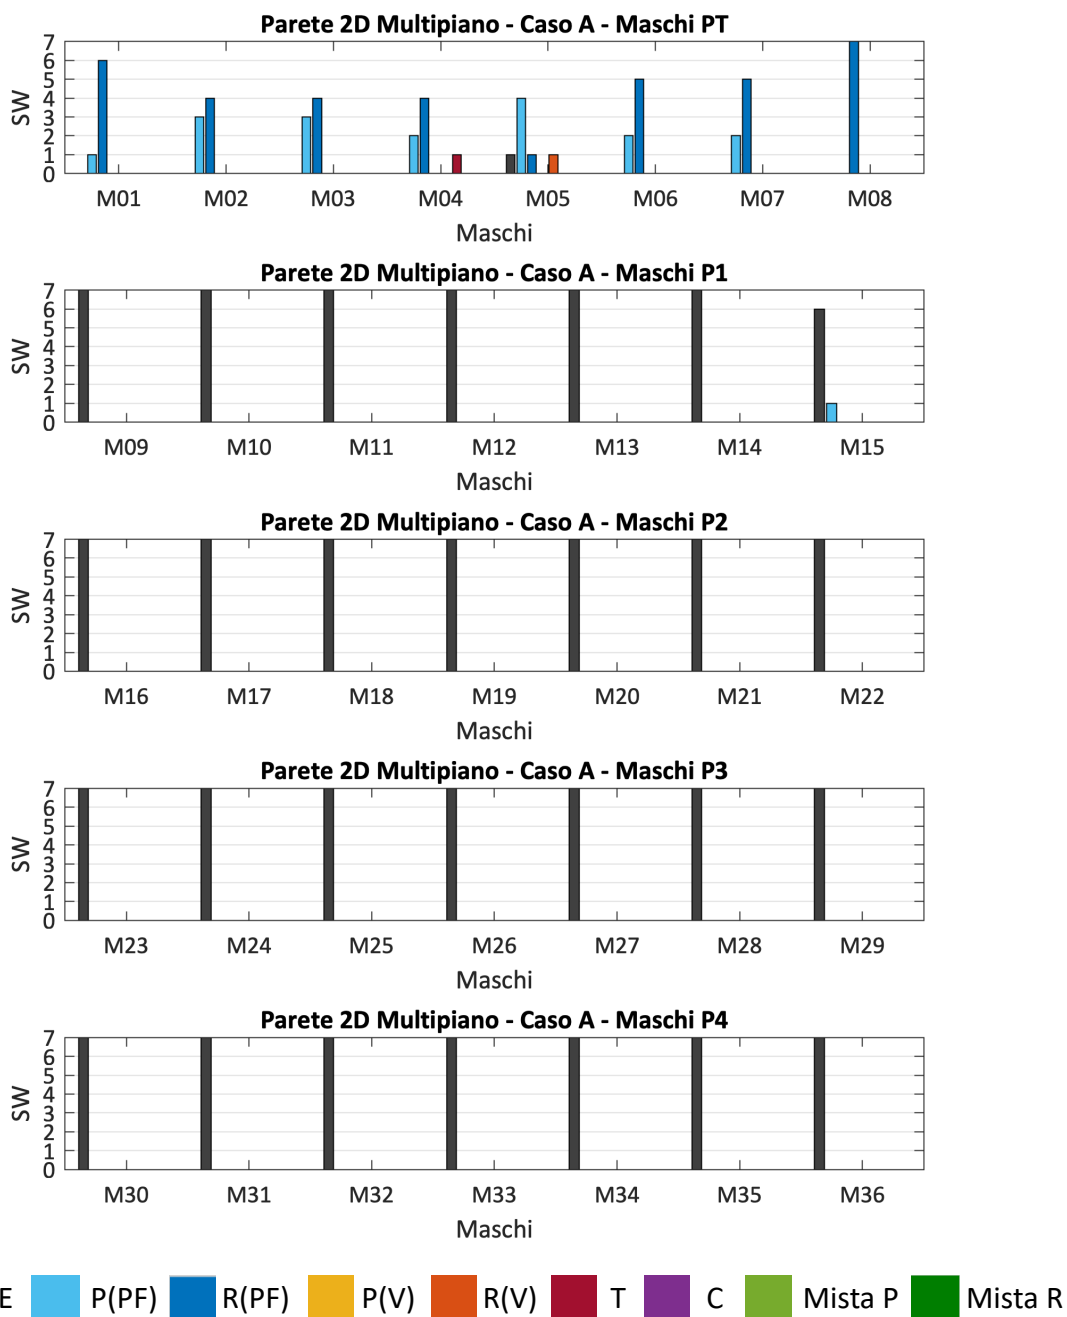 Parete 2D Multipiano - Caso A - Maschi PT
7
6
5
4
3
2
1
0
SW
M01 M02 M03 M04 M05 M06 M07 M08
Maschi
Parete 2D Multipiano - Caso A - Maschi P1
7
6
5
4
3
2
1
0
SW
M09 M10 M11 M12 M13 M14 M15
Maschi
Parete 2D Multipiano - Caso A - Maschi P2
7
6
5
4
3
2
1
0
SW
M16 M17 M18 M19 M20 M21 M22
Maschi
Parete 2D Multipiano - Caso A - Maschi P3
7
6
5
4
3
2
1
0
SW
M23 M24 M25 M26 M27 M28 M29
Maschi
Parete 2D Multipiano - Caso A - Maschi P4
7
6
5
4
3
2
1
0
SW
M30 M31 M32 M33 M34 M35 M36
Maschi
E P(PF) R(PF) P(V) R(V) T C Mista P Mista R